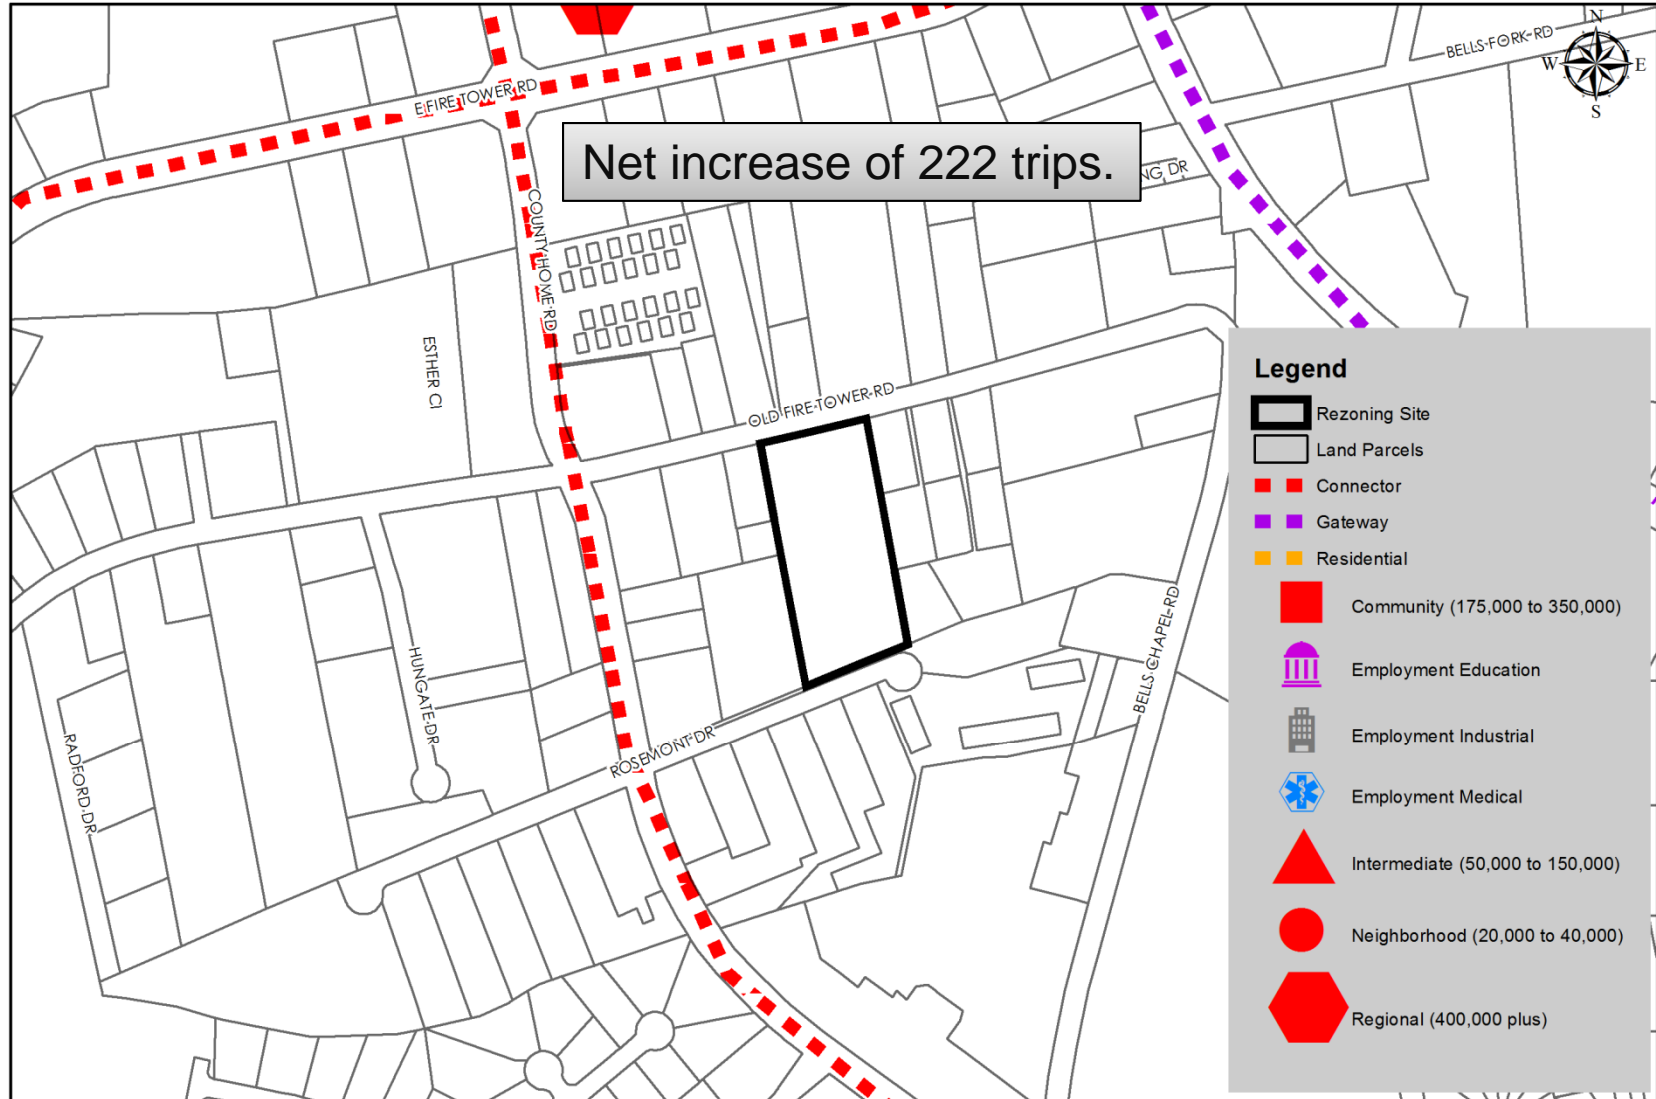 N
BELLS FORK RD
W
E
S
E FIRE TOWER RD
Net increase of 222 trips.
NG DR
COUNTY HOME RD
ESTHER CI
OLD FIRE TOWER RD
Legend
Rezoning Site
Land Parcels
Connector
Gateway
Residential
Community (175,000 to 350,000)
Employment Education
Employment Industrial
Employment Medical
Intermediate (50,000 to 150,000)
Neighborhood (20,000 to 40,000)
Regional (400,000 plus)
BELLS CHAPEL RD
HUNGATE DR
ROSEMONT DR
RADFORD DR